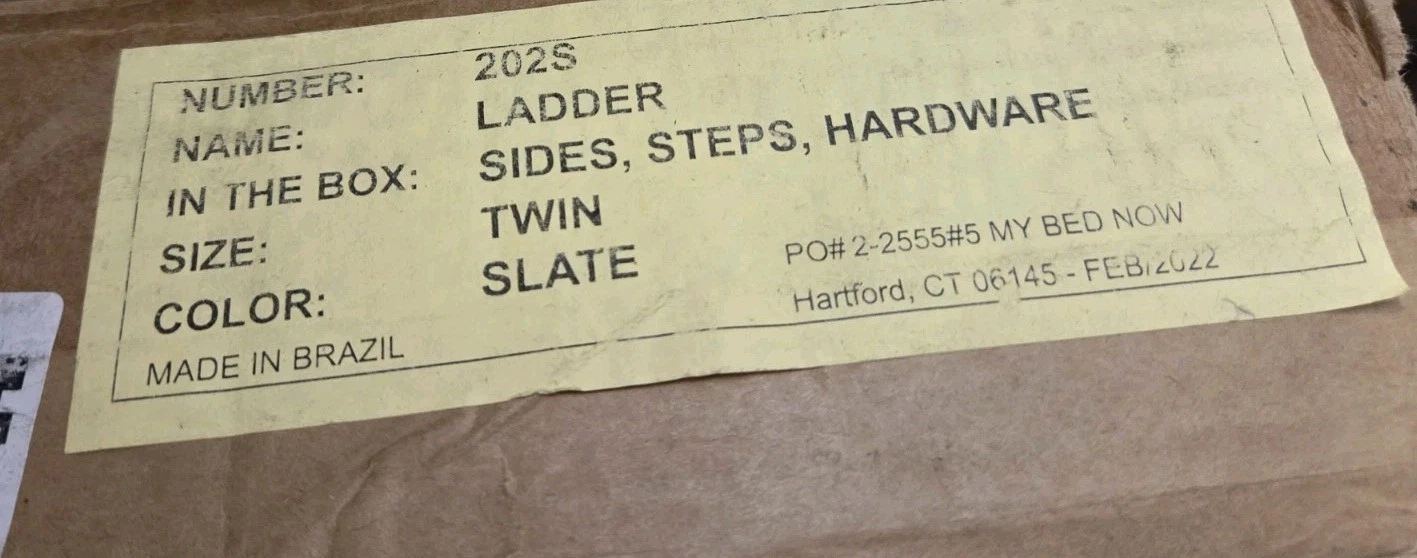 NUMBER: 202S
NAME: LADDER
IN THE BOX: SIDES, STEPS, HARDWARE
SIZE: TWIN
COLOR: SLATE
PO# 2-2555#5 MY BED NOW
MADE IN BRAZIL
Hartford, CT 06145 - FEB/2022